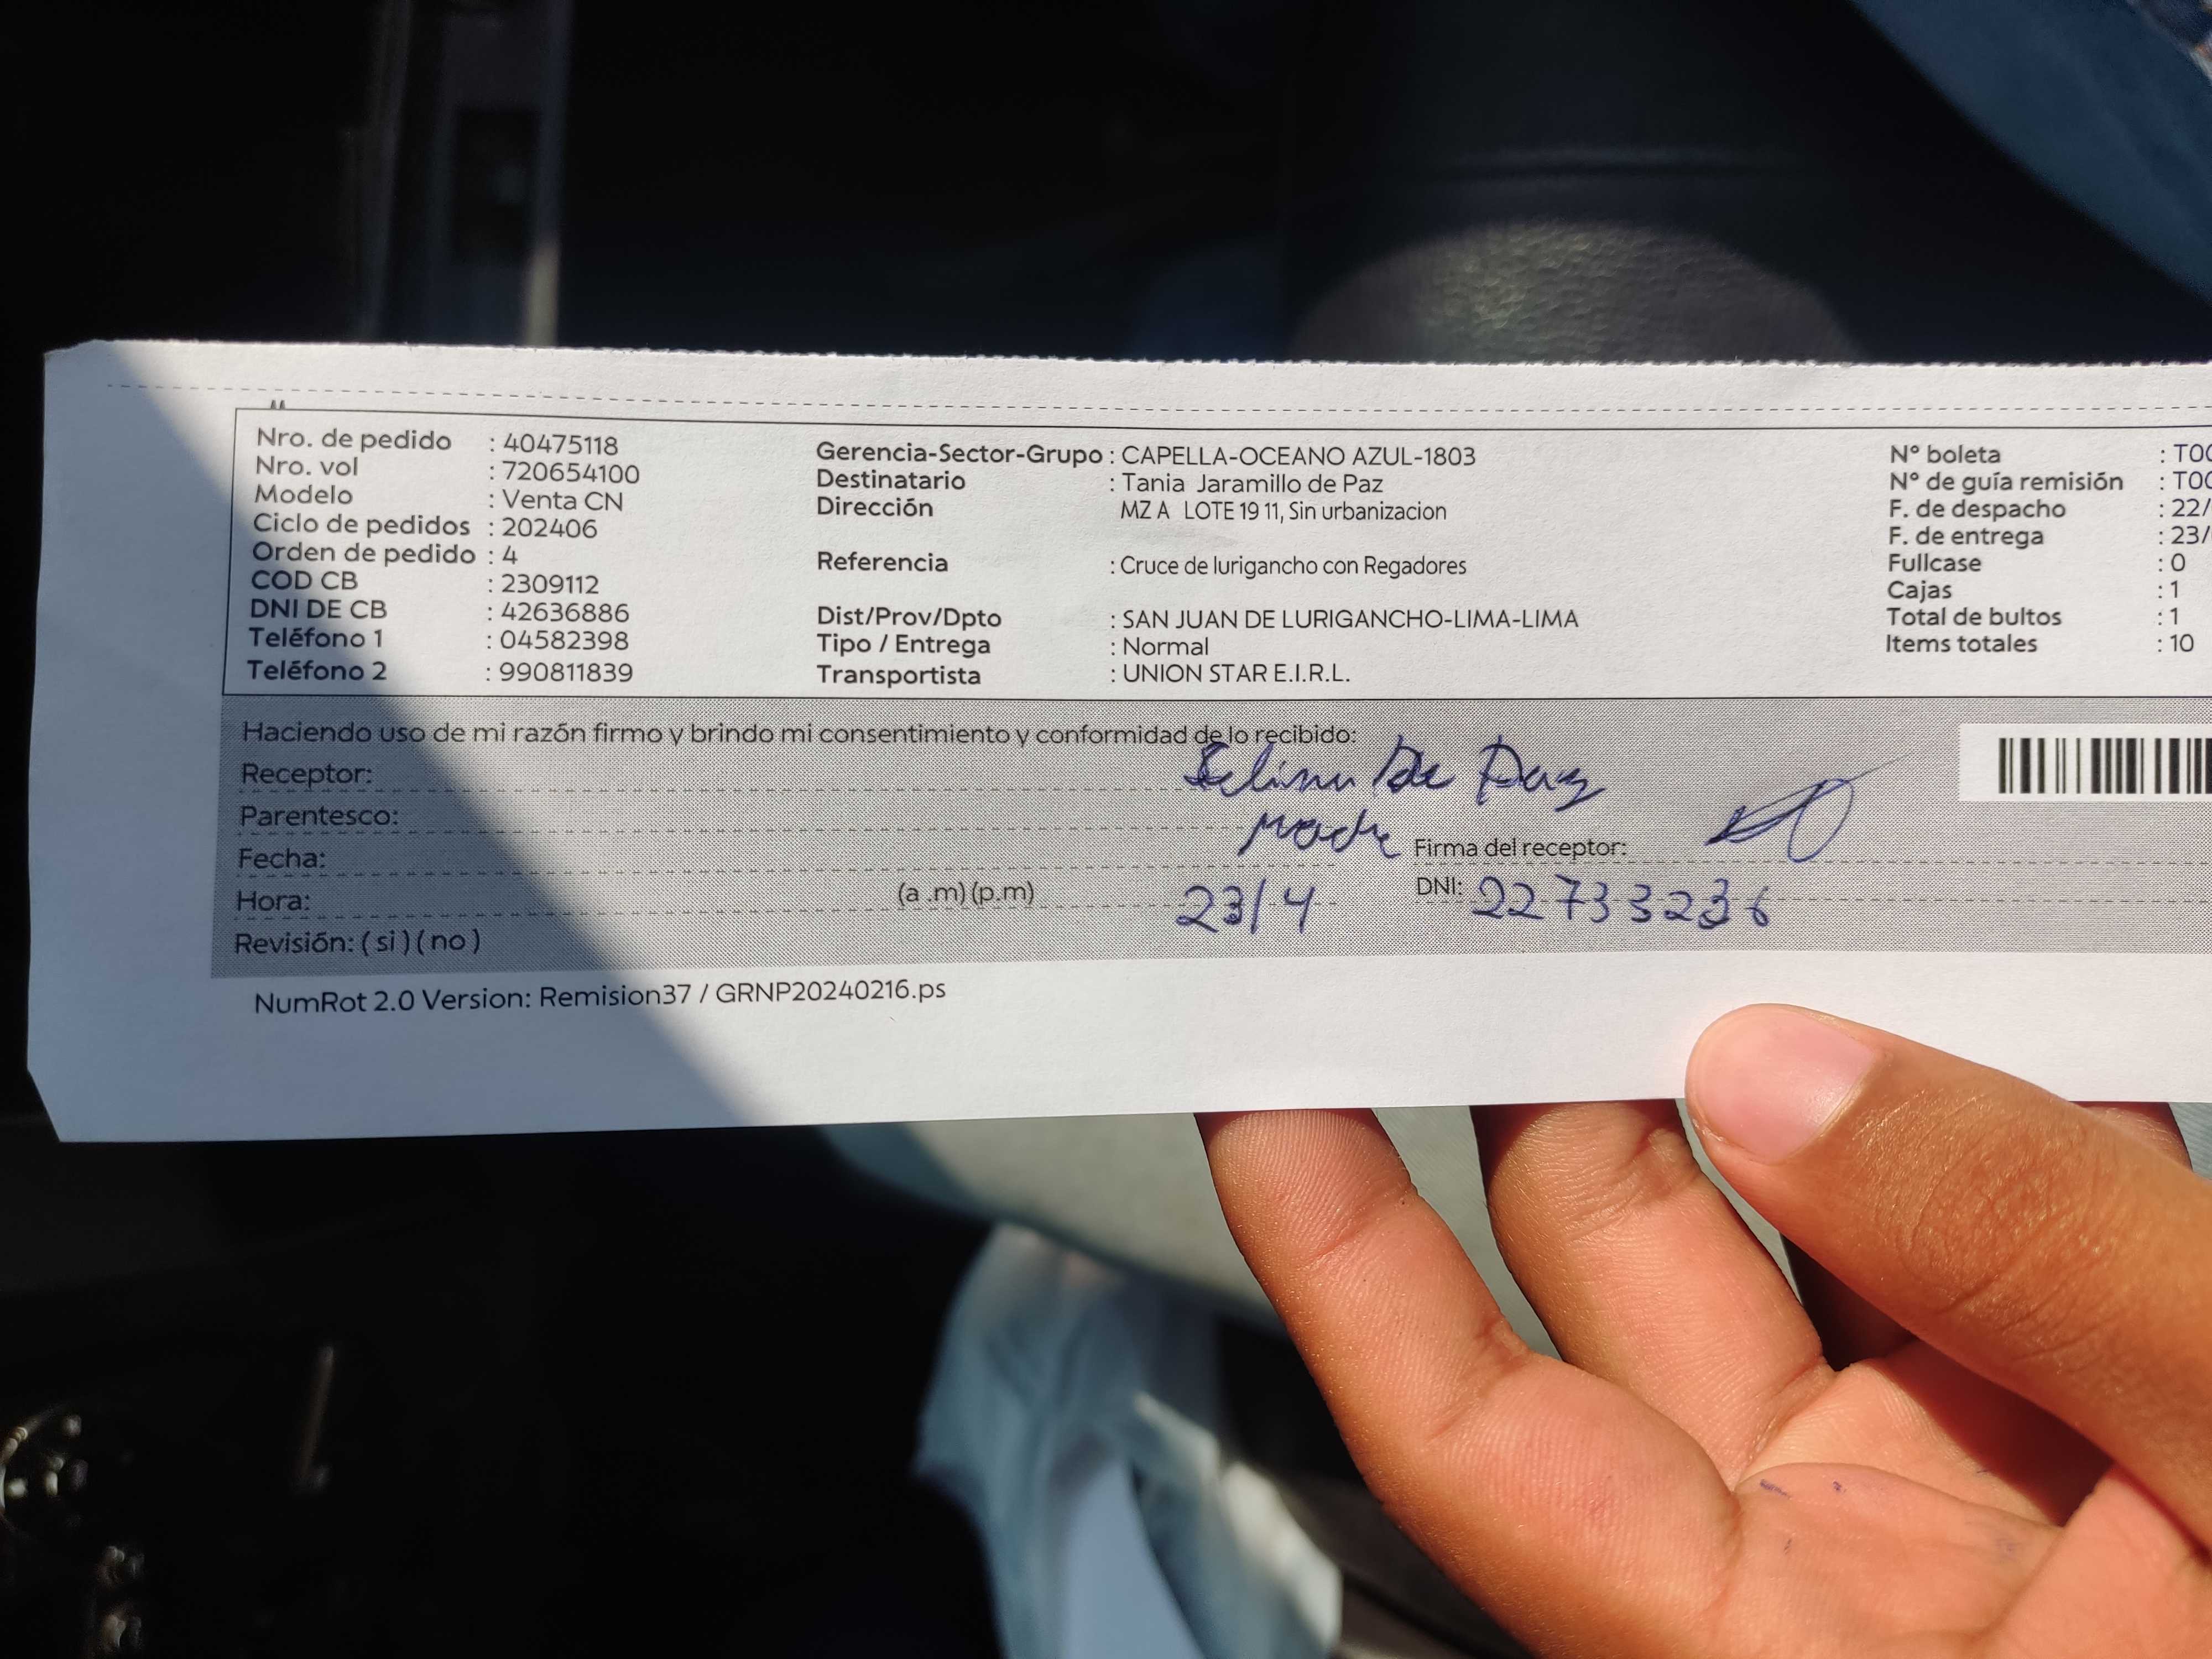 Nro. de pedido : 40475118
Nro. vol : 720654100
Modelo : Venta CN
Ciclo de pedidos : 202406
Orden de pedido : 4
COD CB : 2309112
DNI DE CB : 42636886
Teléfono 1 : 04582398
Teléfono 2 : 990811839
Gerencia-Sector-Grupo : CAPELLA-OCEANO AZUL-1803
Destinatario : Tania Jaramillo de Paz
Dirección MZ A LOTE 19 11, Sin urbanizacion
Referencia : Cruce de lurigancho con Regadores
Dist/Prov/Dpto : SAN JUAN DE LURIGANCHO-LIMA-LIMA
Tipo / Entrega : Normal
Transportista : UNION STAR E.I.R.L.
N° boleta : T00
N° de guía remisión : T00
F. de despacho : 22/
F. de entrega : 23/
Fullcase : 0
Cajas : 1
Total de bultos : 1
Items totales : 10
Haciendo uso de mi razón firmo y brindo mi consentimiento y conformidad de lo recibido:
Receptor: De Paz
Parentesco: Madre
Fecha: Firma del receptor:
Hora: (a .m) (p.m) 23/4 DNI: 22733236
Revisión: ( si ) ( no )
NumRot 2.0 Version: Remision37 / GRNP20240216.ps